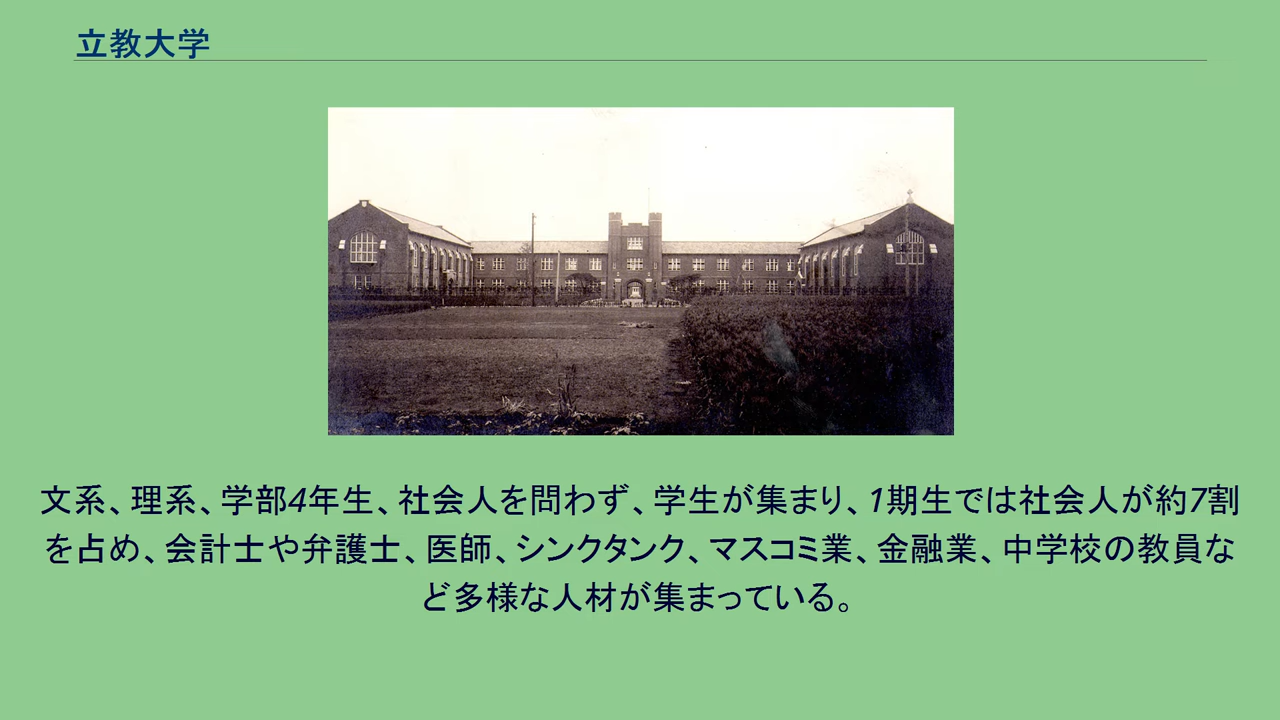 立教大学
文系、理系、学部4年生、社会人を問わず、学生が集まり、1期生では社会人が約7割
を占め、会計士や弁護士、医師、シンクタンク、マスコミ業、金融業、中学校の教員な
ど多様な人材が集まっている。